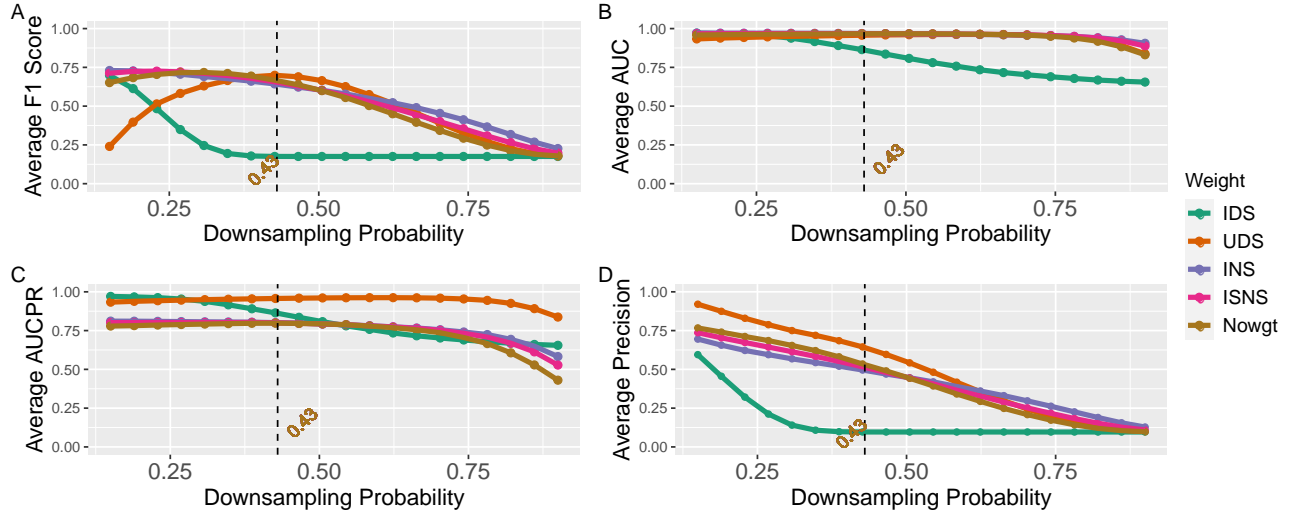 A
Average F1 Score
1.00
0.75
0.50
0.25
0.00
0.43
0.25
0.50
0.75
Downsampling Probability
B
Average AUC
1.00
0.75
0.50
0.25
0.00
0.43
0.25
0.50
0.75
Downsampling Probability
Weight
IDS
UDS
INS
ISNS
Nowgt
C
Average AUCPR
1.00
0.75
0.50
0.25
0.00
0.43
0.25
0.50
0.75
Downsampling Probability
D
Average Precision
1.00
0.75
0.50
0.25
0.00
0.43
0.25
0.50
0.75
Downsampling Probability